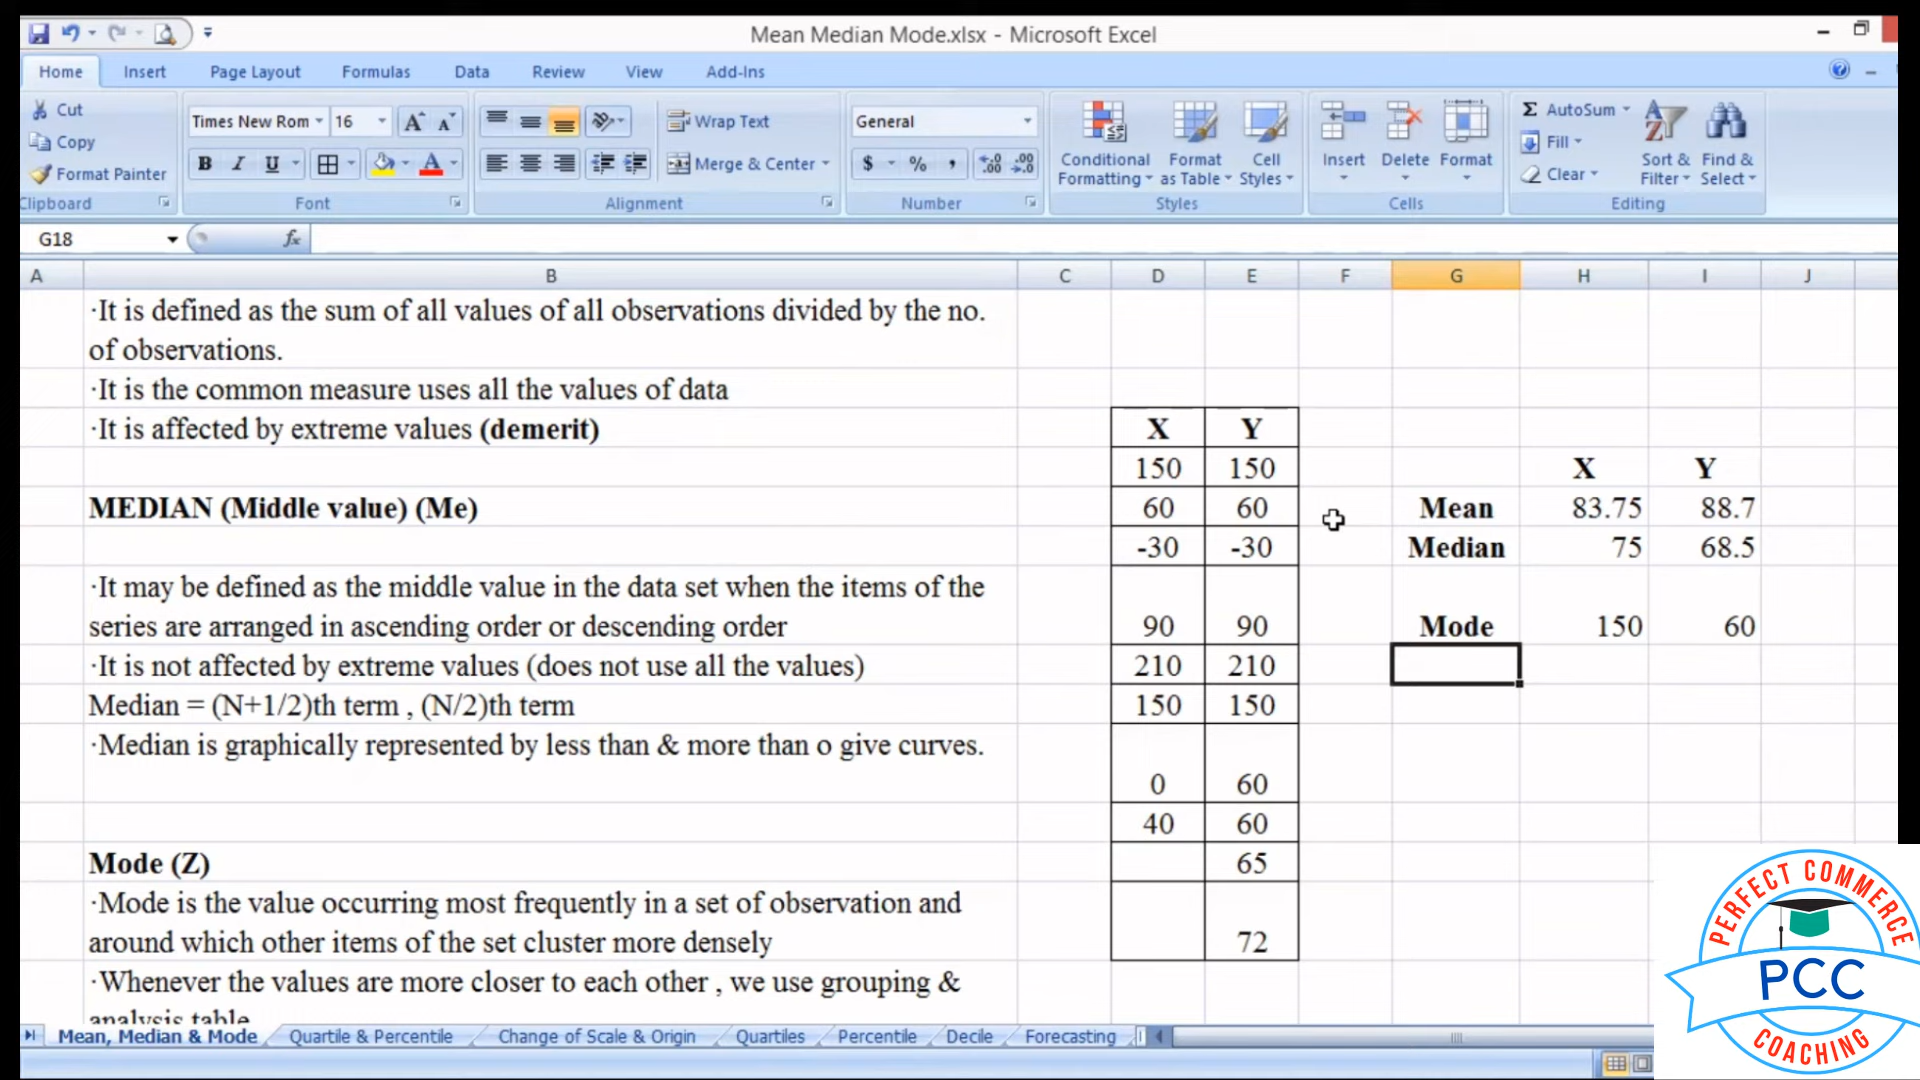 Mean Median Mode.xlsx - Microsoft Excel
Home Insert Page Layout Formulas Data Review View Add-Ins
Cut
Copy
Format Painter
Clipboard
Times New Rom 16
B I U
Font
Wrap Text
Merge & Center
Alignment
General
$ % ,
Number
Conditional Formatting
Format as Table
Cell Styles
Styles
Insert Delete Format
Cells
Σ AutoSum
Fill
Clear
Sort & Filter
Find & Select
Editing
G18 fx
A B C D E F G H I J
·It is defined as the sum of all values of all observations divided by the no.
of observations.
·It is the common measure uses all the values of data
·It is affected by extreme values (demerit) X Y
150 150 X Y
MEDIAN (Middle value) (Me) 60 60 Mean 83.75 88.7
-30 -30 Median 75 68.5
·It may be defined as the middle value in the data set when the items of the
series are arranged in ascending order or descending order 90 90 Mode 150 60
·It is not affected by extreme values (does not use all the values) 210 210
Median = (N+1/2)th term , (N/2)th term 150 150
·Median is graphically represented by less than & more than o give curves.
0 60
40 60
Mode (Z) 65
·Mode is the value occurring most frequently in a set of observation and
around which other items of the set cluster more densely 72
·Whenever the values are more closer to each other , we use grouping &
analysis table
Mean, Median & Mode Quartile & Percentile Change of Scale & Origin Quartiles Percentile Decile Forecasting
PERFECT COMMERCE
PCC
COACHING